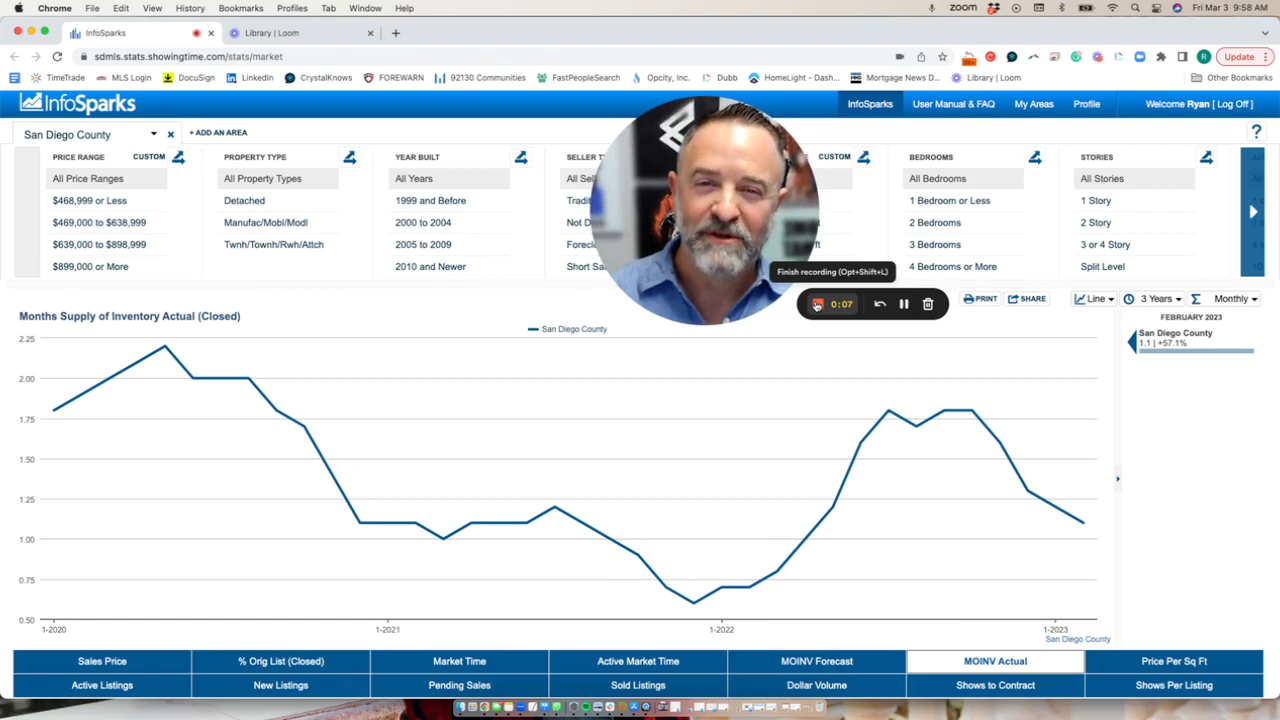 Chrome File Edit View History Bookmarks Profiles Tab Window Help zoom Fri Mar 3 9:58 AM
InfoSparks Library | Loom
sdmls.stats.showingtime.com/stats/market R Update
TimeTrade MLS Login DocuSign LinkedIn CrystalKnows FOREWARN 92130 Communities FastPeopleSearch Opcity, Inc. Dubb HomeLight - Dash... Mortgage News D... Library | Loom Other Bookmarks
InfoSparks InfoSparks User Manual & FAQ My Areas Profile Welcome Ryan [ Log Off ]
San Diego County + ADD AN AREA ?
PRICE RANGE CUSTOM PROPERTY TYPE YEAR BUILT SELLER T CUSTOM BEDROOMS STORIES
All Price Ranges All Property Types All Years All Sel All Bedrooms All Stories
$468,999 or Less Detached 1999 and Before Tradit 1 Bedroom or Less 1 Story
$469,000 to $638,999 Manufac/Mobl/Modl 2000 to 2004 Not D 2 Bedrooms 2 Story
$639,000 to $898,999 Twnh/Townh/Rwh/Attch 2005 to 2009 Forecl ft 3 Bedrooms 3 or 4 Story
$899,000 or More 2010 and Newer Short Sa 4 Bedrooms or More Split Level
Finish recording (Opt+Shift+L)
0:07
PRINT SHARE Line 3 Years Σ Monthly
Months Supply of Inventory Actual (Closed)
San Diego County
FEBRUARY 2023
San Diego County
1.1 | +57.1%
2.25
2.00
1.75
1.50
1.25
1.00
0.75
0.50
1-2020 1-2021 1-2022 1-2023
San Diego County
Sales Price % Orig List (Closed) Market Time Active Market Time MOINV Forecast MOINV Actual Price Per Sq Ft
Active Listings New Listings Pending Sales Sold Listings Dollar Volume Shows to Contract Shows Per Listing